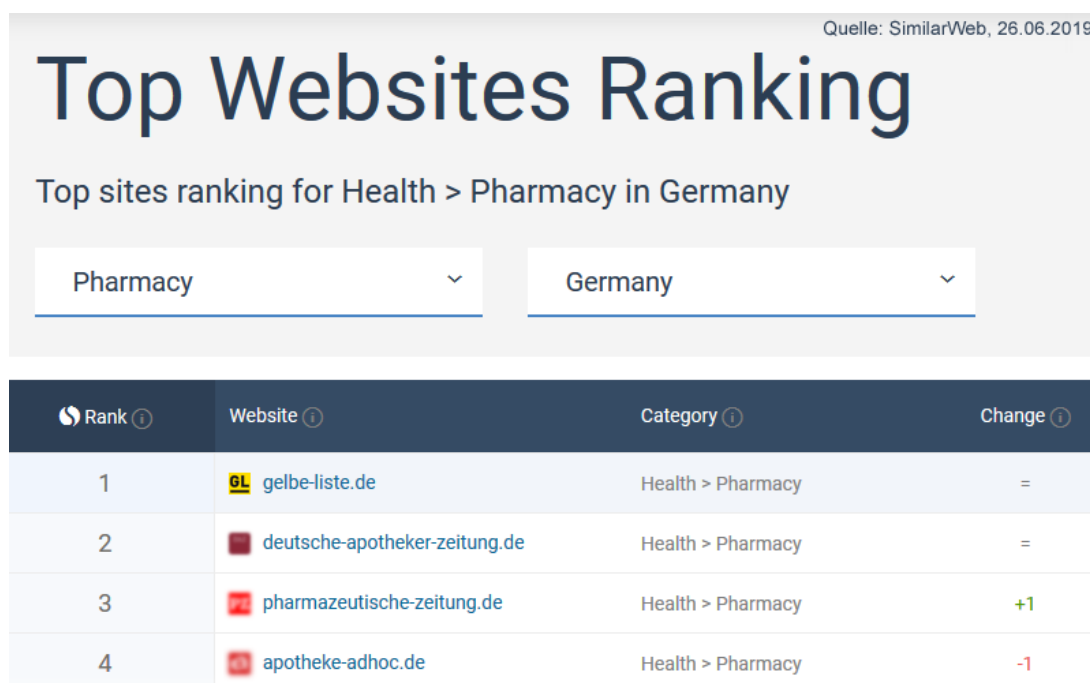 Quelle: SimilarWeb, 26.06.2019
Top Websites Ranking
Top sites ranking for Health > Pharmacy in Germany
Pharmacy Germany
Rank Website Category Change
1 GL gelbe-liste.de Health > Pharmacy =
2 deutsche-apotheker-zeitung.de Health > Pharmacy =
3 PZ pharmazeutische-zeitung.de Health > Pharmacy +1
4 apotheke-adhoc.de Health > Pharmacy -1